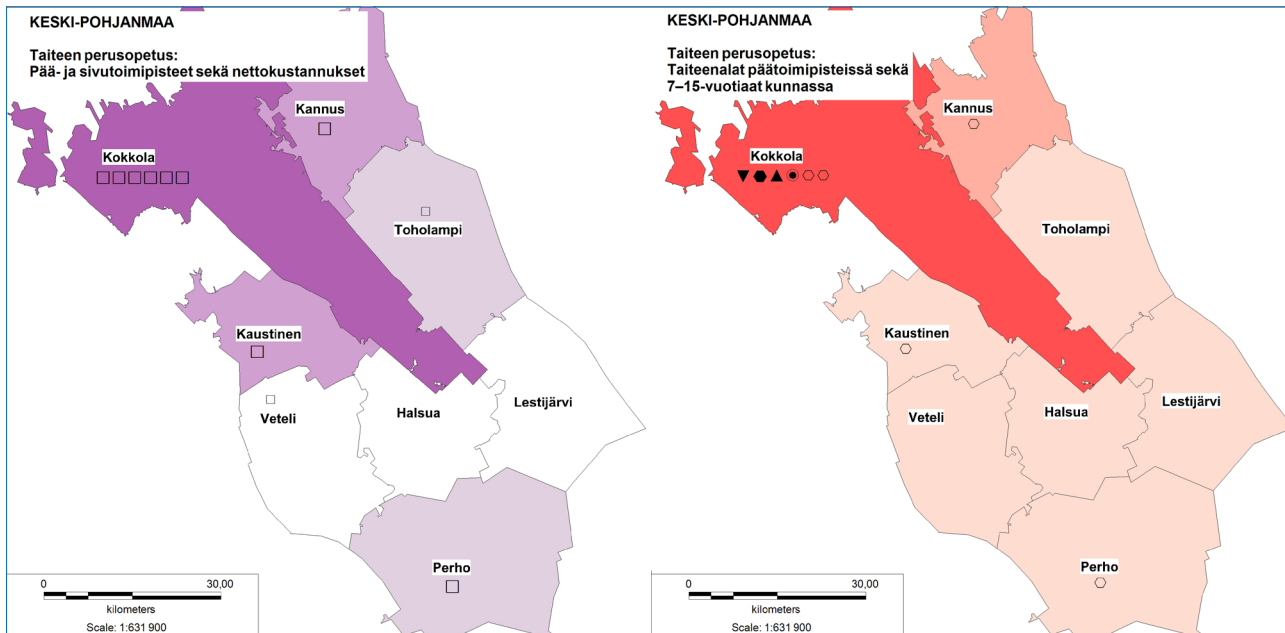 KESKI-POHJANMAA
Taiteen perusopetus:
Pää- ja sivutoimipisteet sekä nettokustannukset
Kannus
Kokkola
Toholampi
Kaustinen
Veteli
Halsua
Lestijärvi
Perho
0 30,00
kilometers
Scale: 1:631 900
KESKI-POHJANMAA
Taiteen perusopetus:
Taiteenalat päätoimipisteissä sekä
7–15-vuotiaat kunnassa
Kannus
Kokkola
Toholampi
Kaustinen
Veteli
Halsua
Lestijärvi
Perho
0 30,00
kilometers
Scale: 1:631 900